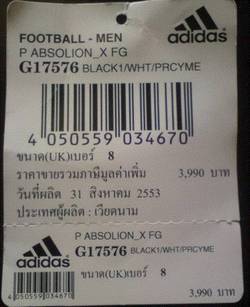 FOOTBALL - MEN
P ABSOLION_X FG
adidas
G17576 BLACK1/WHT/PRCYME
4 050559 034670
ขนาด(UK)เบอร์ 8
ราคาขายรวมภาษีมูลค่าเพิ่ม 3,990 บาท
วันที่ผลิต 31 สิงหาคม 2553
ประเทศผู้ผลิต : เวียดนาม
adidas
P ABSOLION_X FG
G17576 BLACK1/WHT/PRCYME
ขนาด(UK)เบอร์ 8
4 050559 034670
3,990 บาท